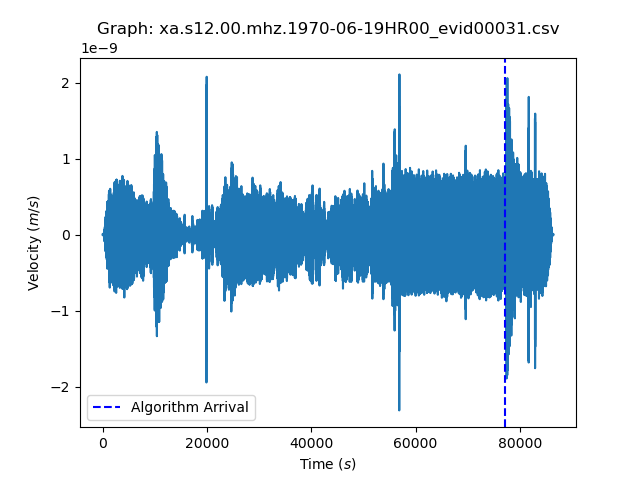 Graph: xa.s12.00.mhz.1970-06-19HR00_evid00031.csv
1e−9
2
1
0
−1
−2
Velocity (m/s)
Algorithm Arrival
0 20000 40000 60000 80000
Time (s)